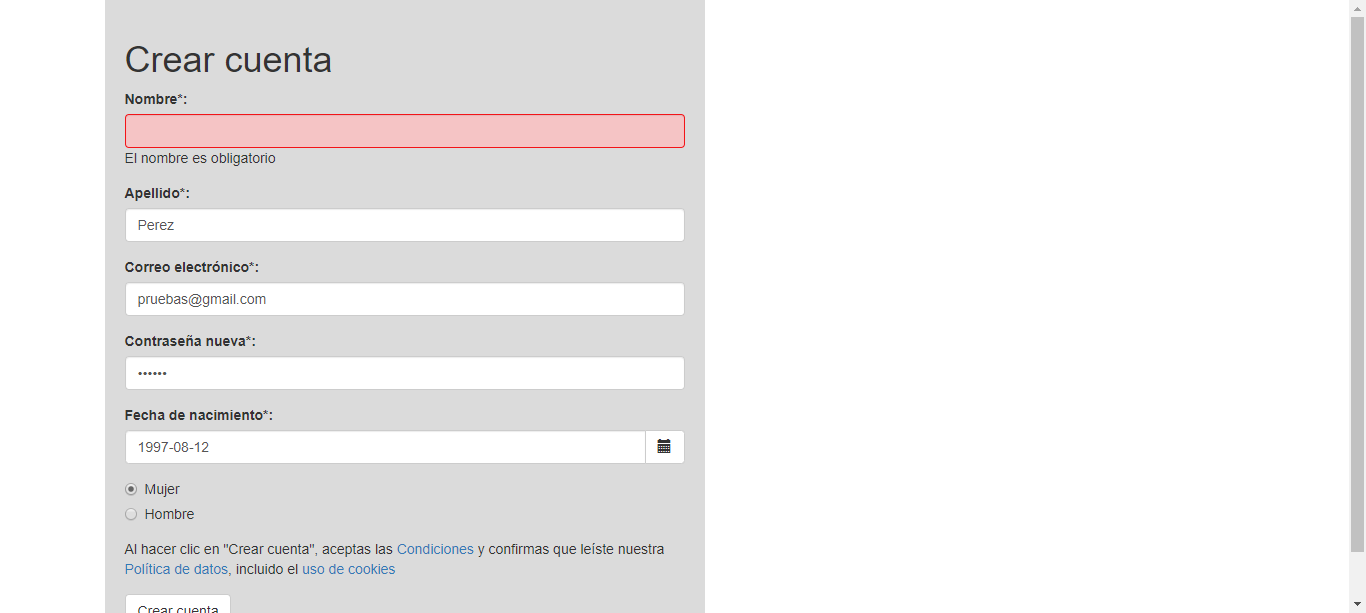 Crear cuenta
Nombre*:
El nombre es obligatorio
Apellido*:
Perez
Correo electrónico*:
pruebas@gmail.com
Contraseña nueva*:
••••••
Fecha de nacimiento*:
1997-08-12
Mujer
Hombre
Al hacer clic en "Crear cuenta", aceptas las Condiciones y confirmas que leíste nuestra
Política de datos, incluido el uso de cookies
Crear cuenta